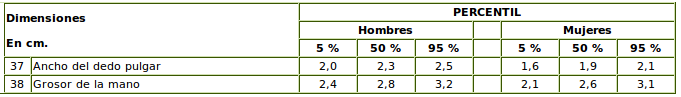 Dimensiones
En cm.
PERCENTIL
Hombres Mujeres
5 % 50 % 95 % 5 % 50 % 95 %
37 Ancho del dedo pulgar 2,0 2,3 2,5 1,6 1,9 2,1
38 Grosor de la mano 2,4 2,8 3,2 2,1 2,6 3,1